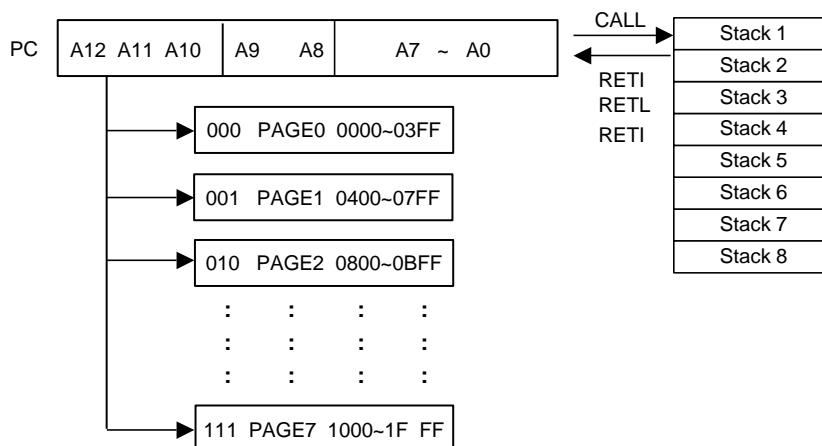 PC A12 A11 A10 A9 A8 A7 ~ A0
CALL
RETI
RETL
RETI
Stack 1
Stack 2
Stack 3
Stack 4
Stack 5
Stack 6
Stack 7
Stack 8
000 PAGE0 0000~03FF
001 PAGE1 0400~07FF
010 PAGE2 0800~0BFF
: : : :
: : : :
: : : :
111 PAGE7 1000~1F FF